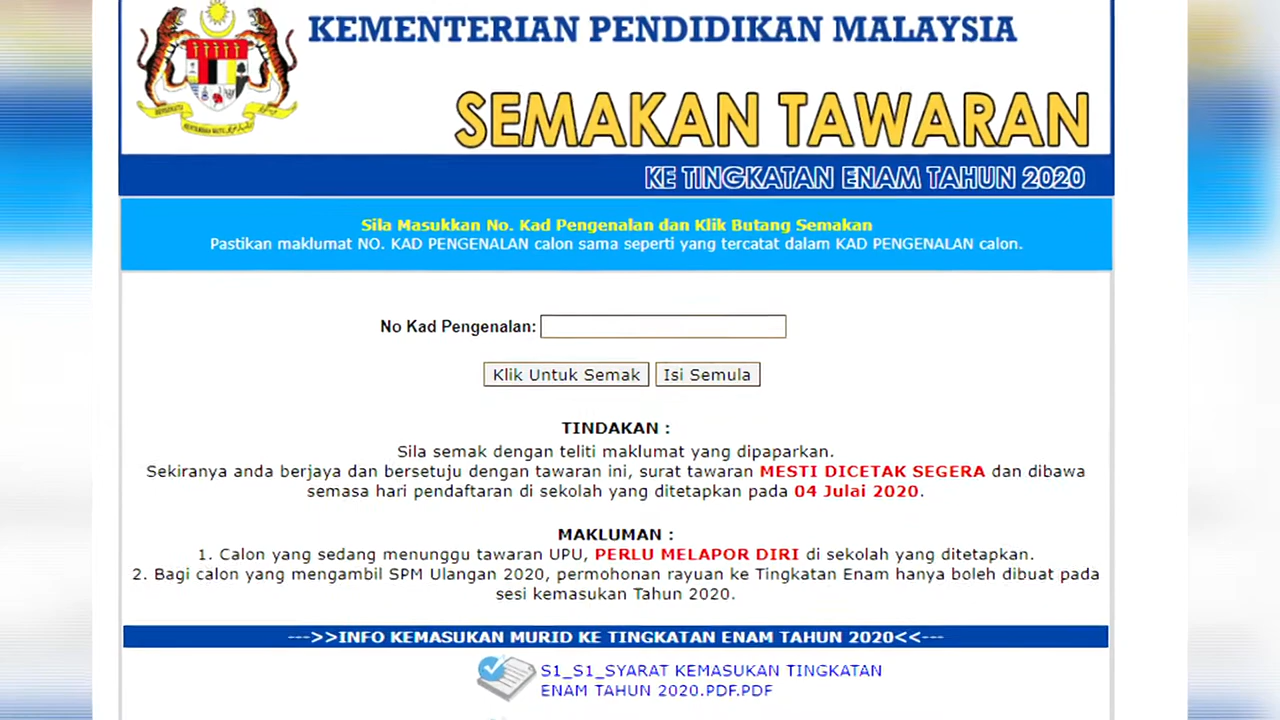 KEMENTERIAN PENDIDIKAN MALAYSIA
SEMAKAN TAWARAN
KE TINGKATAN ENAM TAHUN 2020
Sila Masukkan No. Kad Pengenalan dan Klik Butang Semakan
Pastikan maklumat NO. KAD PENGENALAN calon sama seperti yang tercatat dalam KAD PENGENALAN calon.
No Kad Pengenalan:
Klik Untuk Semak Isi Semula
TINDAKAN :
Sila semak dengan teliti maklumat yang dipaparkan.
Sekiranya anda berjaya dan bersetuju dengan tawaran ini, surat tawaran MESTI DICETAK SEGERA dan dibawa
semasa hari pendaftaran di sekolah yang ditetapkan pada 04 Julai 2020.
MAKLUMAN :
1. Calon yang sedang menunggu tawaran UPU, PERLU MELAPOR DIRI di sekolah yang ditetapkan.
2. Bagi calon yang mengambil SPM Ulangan 2020, permohonan rayuan ke Tingkatan Enam hanya boleh dibuat pada
sesi kemasukan Tahun 2020.
--->>INFO KEMASUKAN MURID KE TINGKATAN ENAM TAHUN 2020<<---
S1_S1_SYARAT KEMASUKAN TINGKATAN
ENAM TAHUN 2020.PDF.PDF